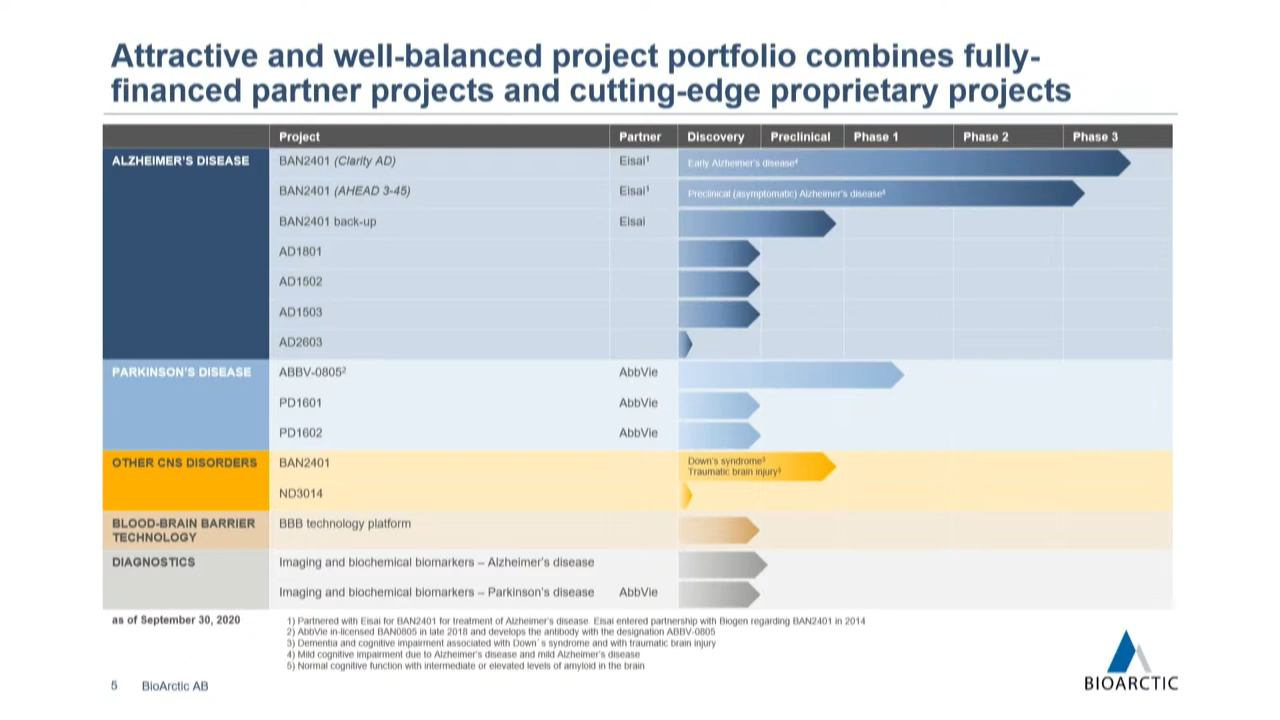 Attractive and well-balanced project portfolio combines fully-
financed partner projects and cutting-edge proprietary projects
Project Partner Discovery Preclinical Phase 1 Phase 2 Phase 3
ALZHEIMER'S DISEASE BAN2401 (Clarity AD) Eisai¹ Early Alzheimer's disease⁴
BAN2401 (AHEAD 3-45) Eisai¹ Preclinical (asymptomatic) Alzheimer's disease⁵
BAN2401 back-up Eisai
AD1801
AD1502
AD1503
AD2603
PARKINSON'S DISEASE ABBV-0805² AbbVie
PD1601 AbbVie
PD1602 AbbVie
OTHER CNS DISORDERS BAN2401 Down's syndrome³
Traumatic brain injury³
ND3014
BLOOD-BRAIN BARRIER BBB technology platform
TECHNOLOGY
DIAGNOSTICS Imaging and biochemical biomarkers – Alzheimer's disease
Imaging and biochemical biomarkers – Parkinson's disease AbbVie
as of September 30, 2020
1) Partnered with Eisai for BAN2401 for treatment of Alzheimer's disease. Eisai entered partnership with Biogen regarding BAN2401 in 2014
2) AbbVie in-licensed BAN0805 in late 2018 and develops the antibody with the designation ABBV-0805
3) Dementia and cognitive impairment associated with Down´s syndrome and with traumatic brain injury
4) Mild cognitive impairment due to Alzheimer's disease and mild Alzheimer's disease
5) Normal cognitive function with intermediate or elevated levels of amyloid in the brain
5 BioArctic AB
BIOARCTIC